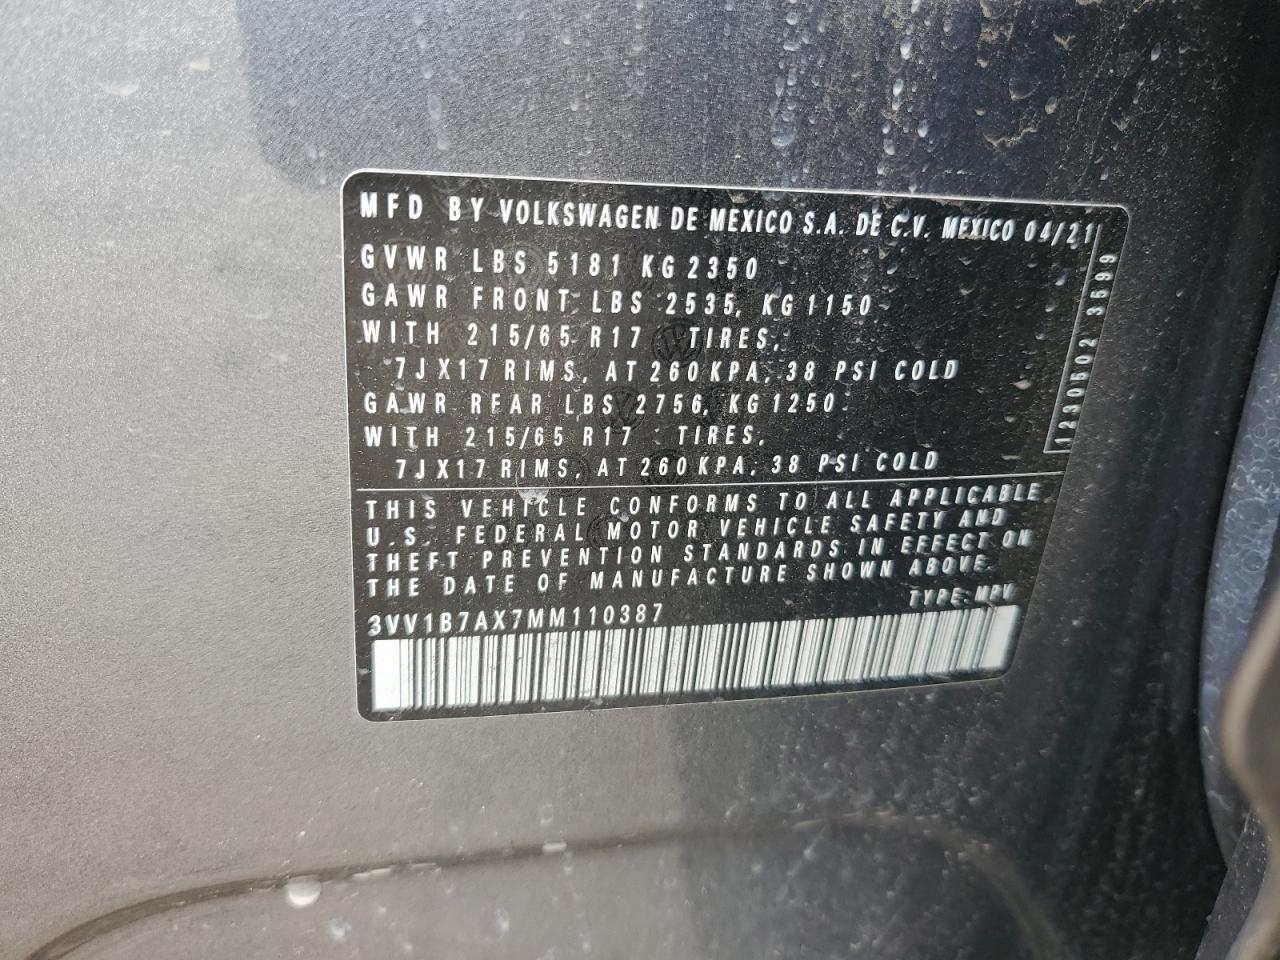 MFD BY VOLKSWAGEN DE MEXICO S.A. DE C.V. MEXICO 04/21
GVWR LBS 5181 KG 2350
GAWR FRONT LBS 2535, KG 1150
WITH 215/65 R17 TIRES,
7JX17 RIMS, AT 260 KPA, 38 PSI COLD
GAWR REAR LBS 2756, KG 1250
WITH 215/65 R17 TIRES,
7JX17 RIMS, AT 260 KPA, 38 PSI COLD
1230502 3599
THIS VEHICLE CONFORMS TO ALL APPLICABLE
U.S. FEDERAL MOTOR VEHICLE SAFETY AND
THEFT PREVENTION STANDARDS IN EFFECT ON
THE DATE OF MANUFACTURE SHOWN ABOVE.
TYPE: MPV
3VV1B7AX7MM110387